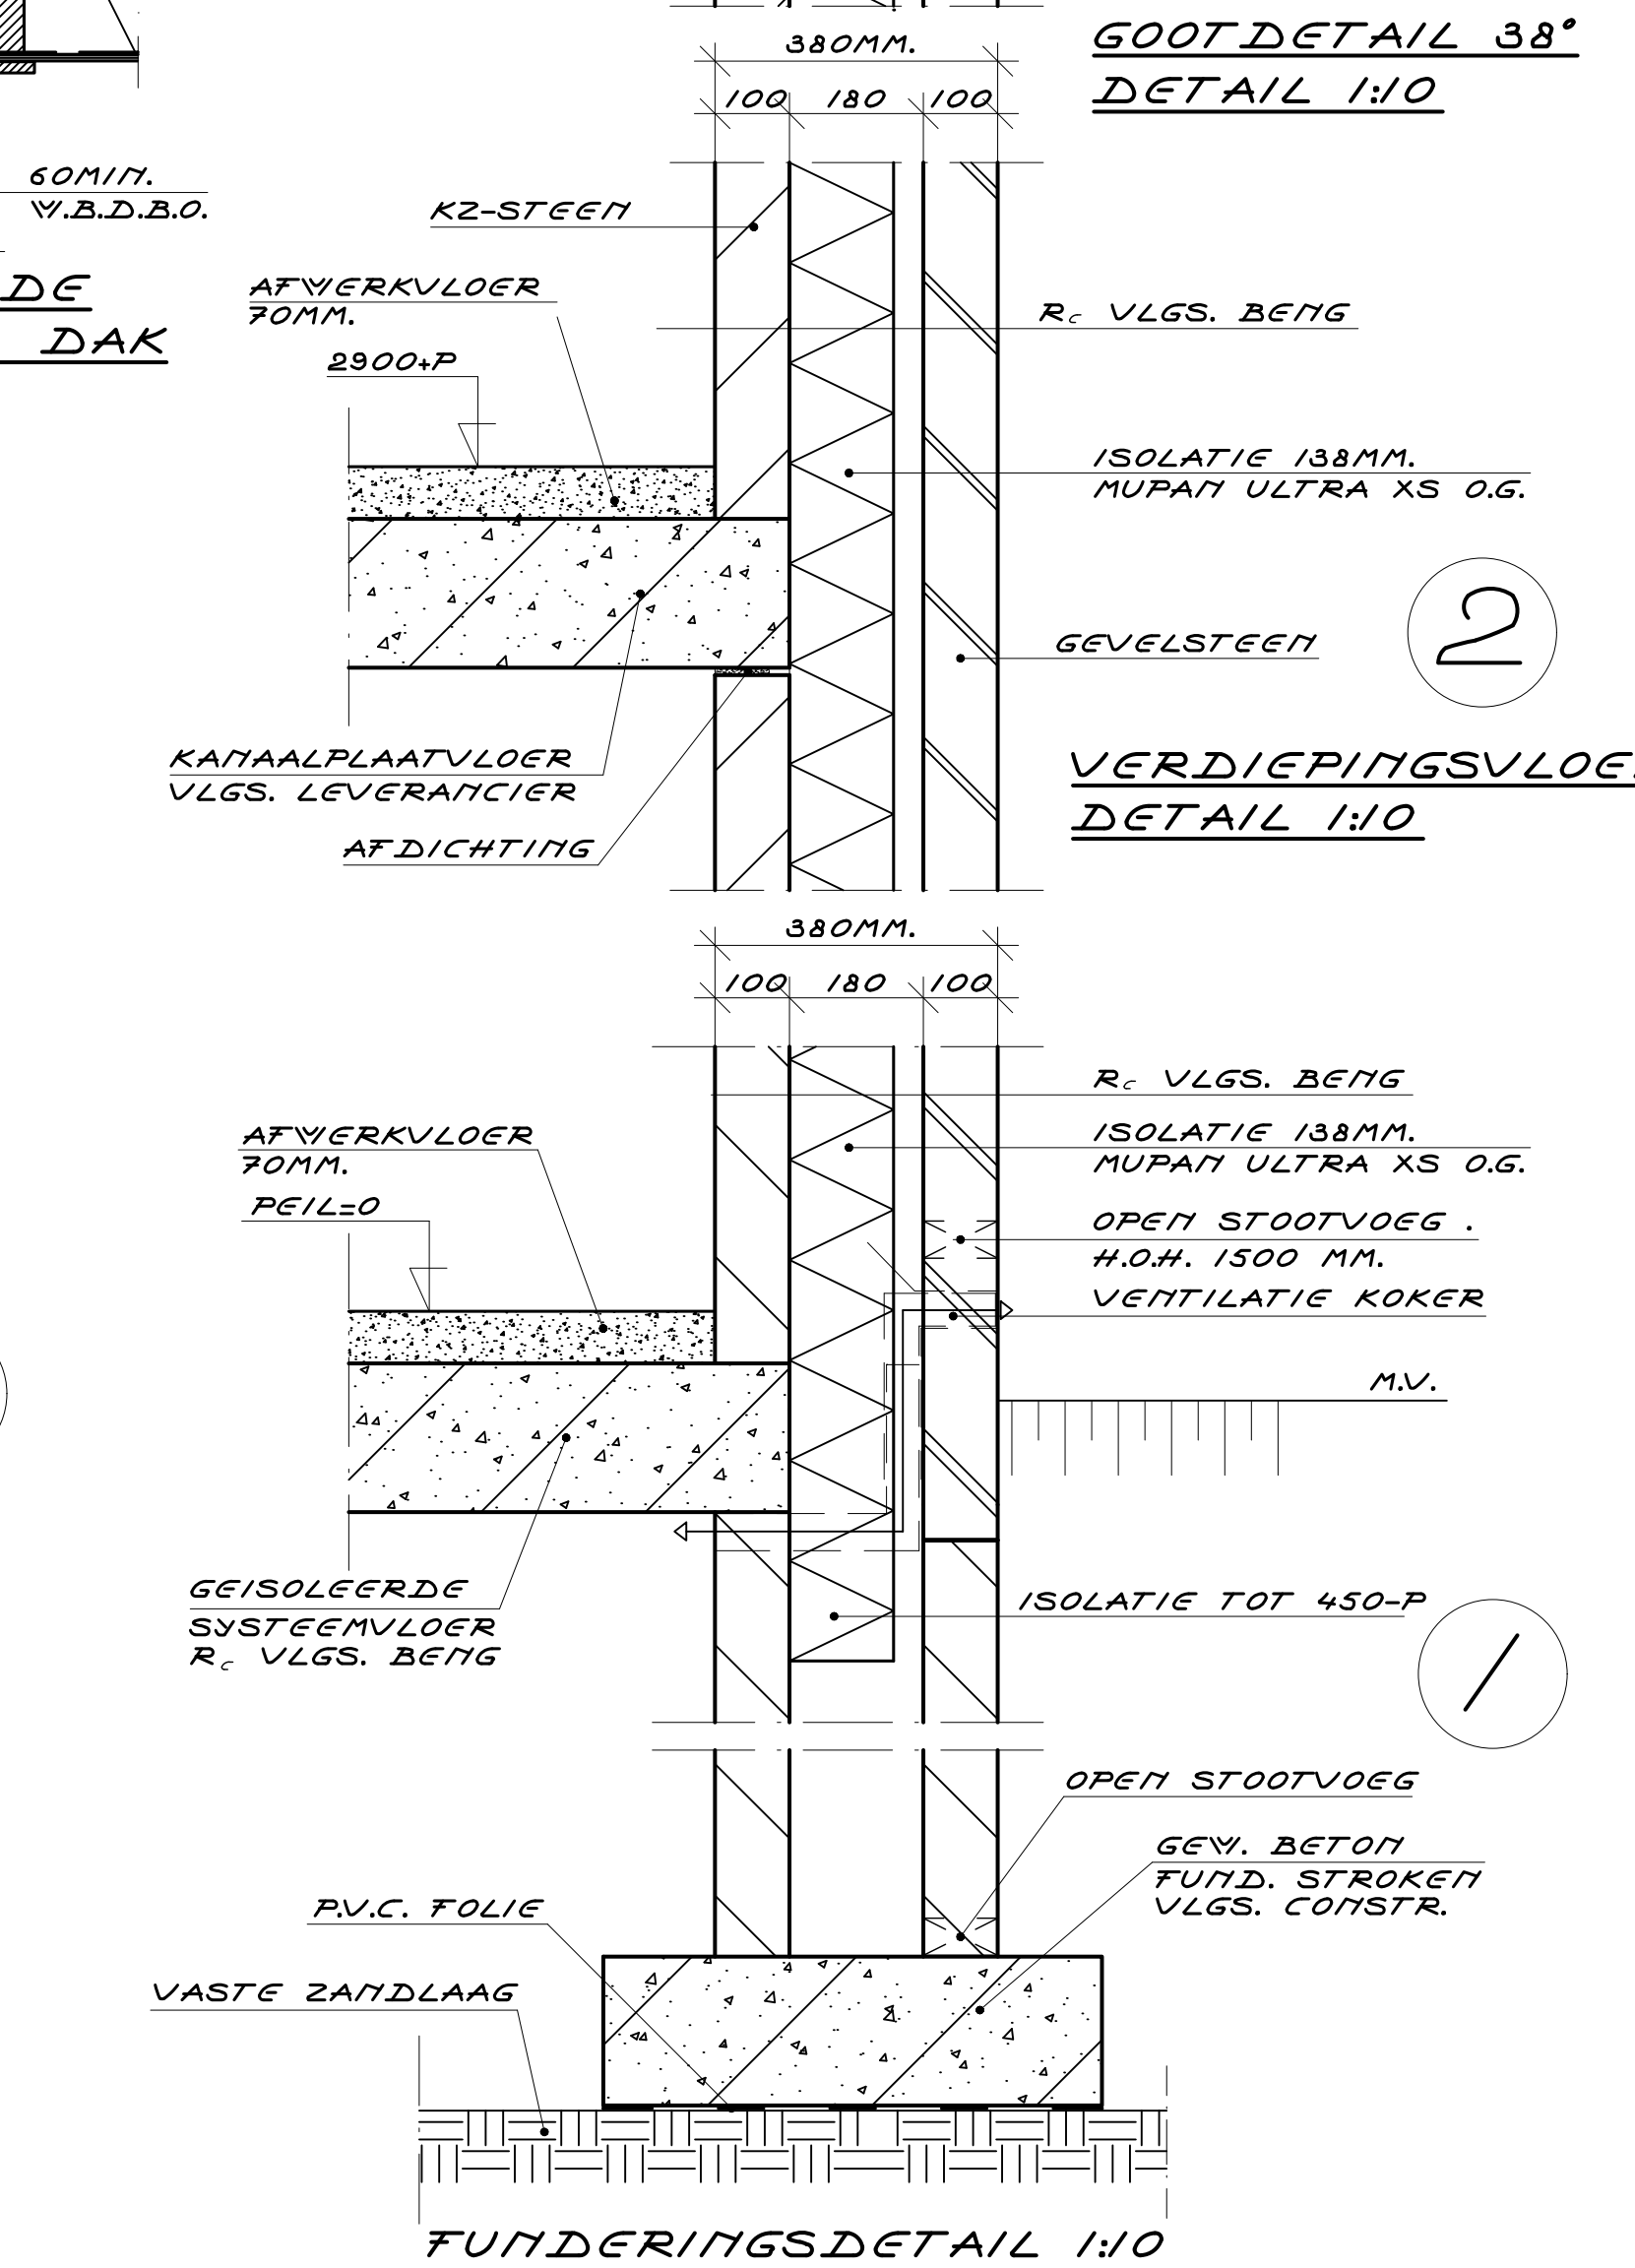 380MM.
100 180 100
GOOTDETAIL 38°
DETAIL 1:10
60MIN.
W.B.D.B.O.
DE
DAK
KZ-STEEN
AFWERKVLOER
70MM.
2900+P
Rc VLGS. BENG
ISOLATIE 138MM.
MUPAN ULTRA XS O.G.
2
GEVELSTEEN
KANAALPLAATVLOER
VLGS. LEVERANCIER
AFDICHTING
VERDIEPINGSVLOE
DETAIL 1:10
380MM.
100 180 100
Rc VLGS. BENG
ISOLATIE 138MM.
MUPAN ULTRA XS O.G.
AFWERKVLOER
70MM.
PEIL=0
OPEN STOOTVOEG .
H.O.H. 1500 MM.
VENTILATIE KOKER
M.V.
GEISOLEERDE
SYSTEEMVLOER
Rc VLGS. BENG
ISOLATIE TOT 450-P
1
OPEN STOOTVOEG
GEW. BETON
FUND. STROKEN
VLGS. CONSTR.
P.V.C. FOLIE
VASTE ZANDLAAG
FUNDERINGSDETAIL 1:10